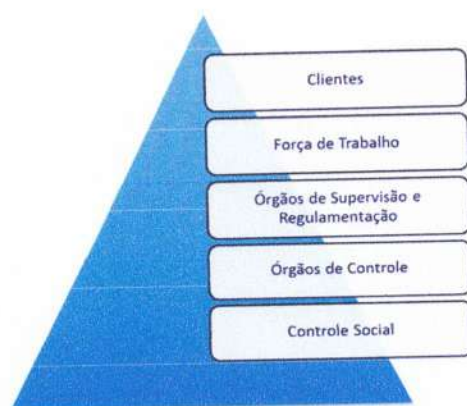 Clientes
Força de Trabalho
Órgãos de Supervisão e
Regulamentação
Órgãos de Controle
Controle Social